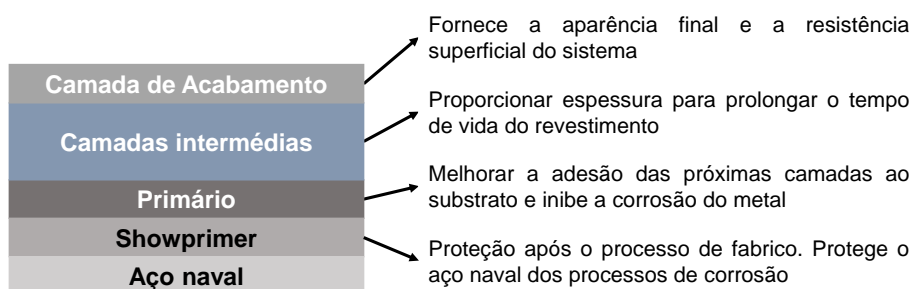 Camada de Acabamento
Camadas intermédias
Primário
Showprimer
Aço naval
Fornece a aparência final e a resistência
superficial do sistema
Proporcionar espessura para prolongar o tempo
de vida do revestimento
Melhorar a adesão das próximas camadas ao
substrato e inibe a corrosão do metal
Proteção após o processo de fabrico. Protege o
aço naval dos processos de corrosão